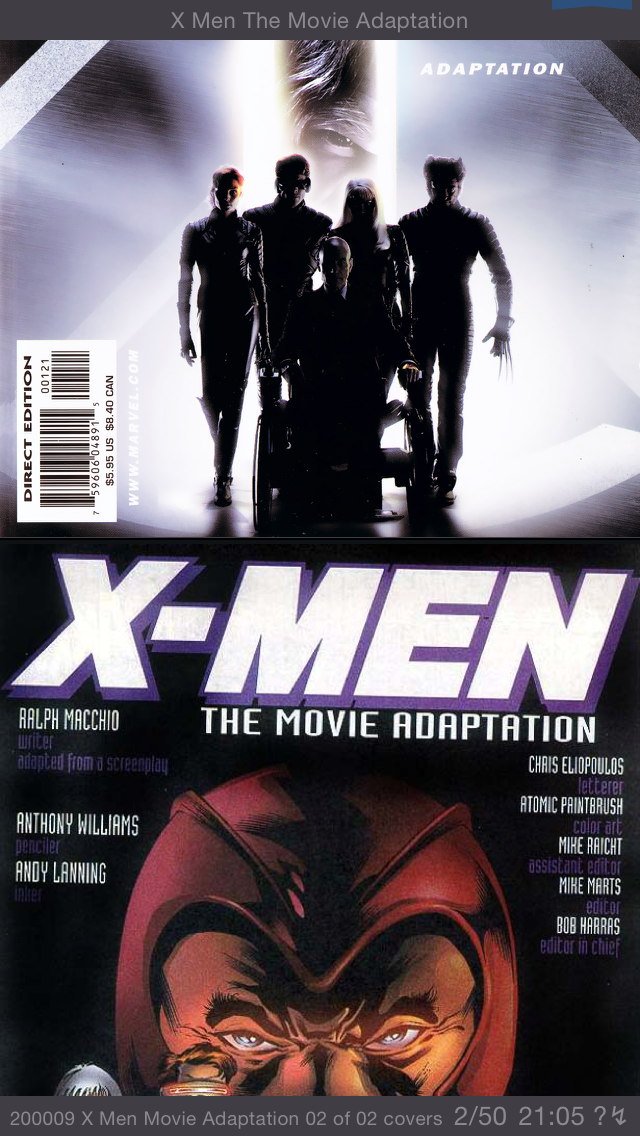 X Men The Movie Adaptation
ADAPTATION
DIRECT EDITION
00121
7 59606 04891 5
$5.95 US $8.40 CAN
WWW.MARVEL.COM
X-MEN
THE MOVIE ADAPTATION
RALPH MACCHIO
writer
adapted from a screenplay
ANTHONY WILLIAMS
penciler
ANDY LANNING
inker
CHRIS ELIOPOULOS
letterer
ATOMIC PAINTBRUSH
color art
MIKE RAICHT
assistant editor
MIKE MARTS
editor
BOB HARRAS
editor in chief
200009 X Men Movie Adaptation 02 of 02 covers 2/50 21:05 ?↯